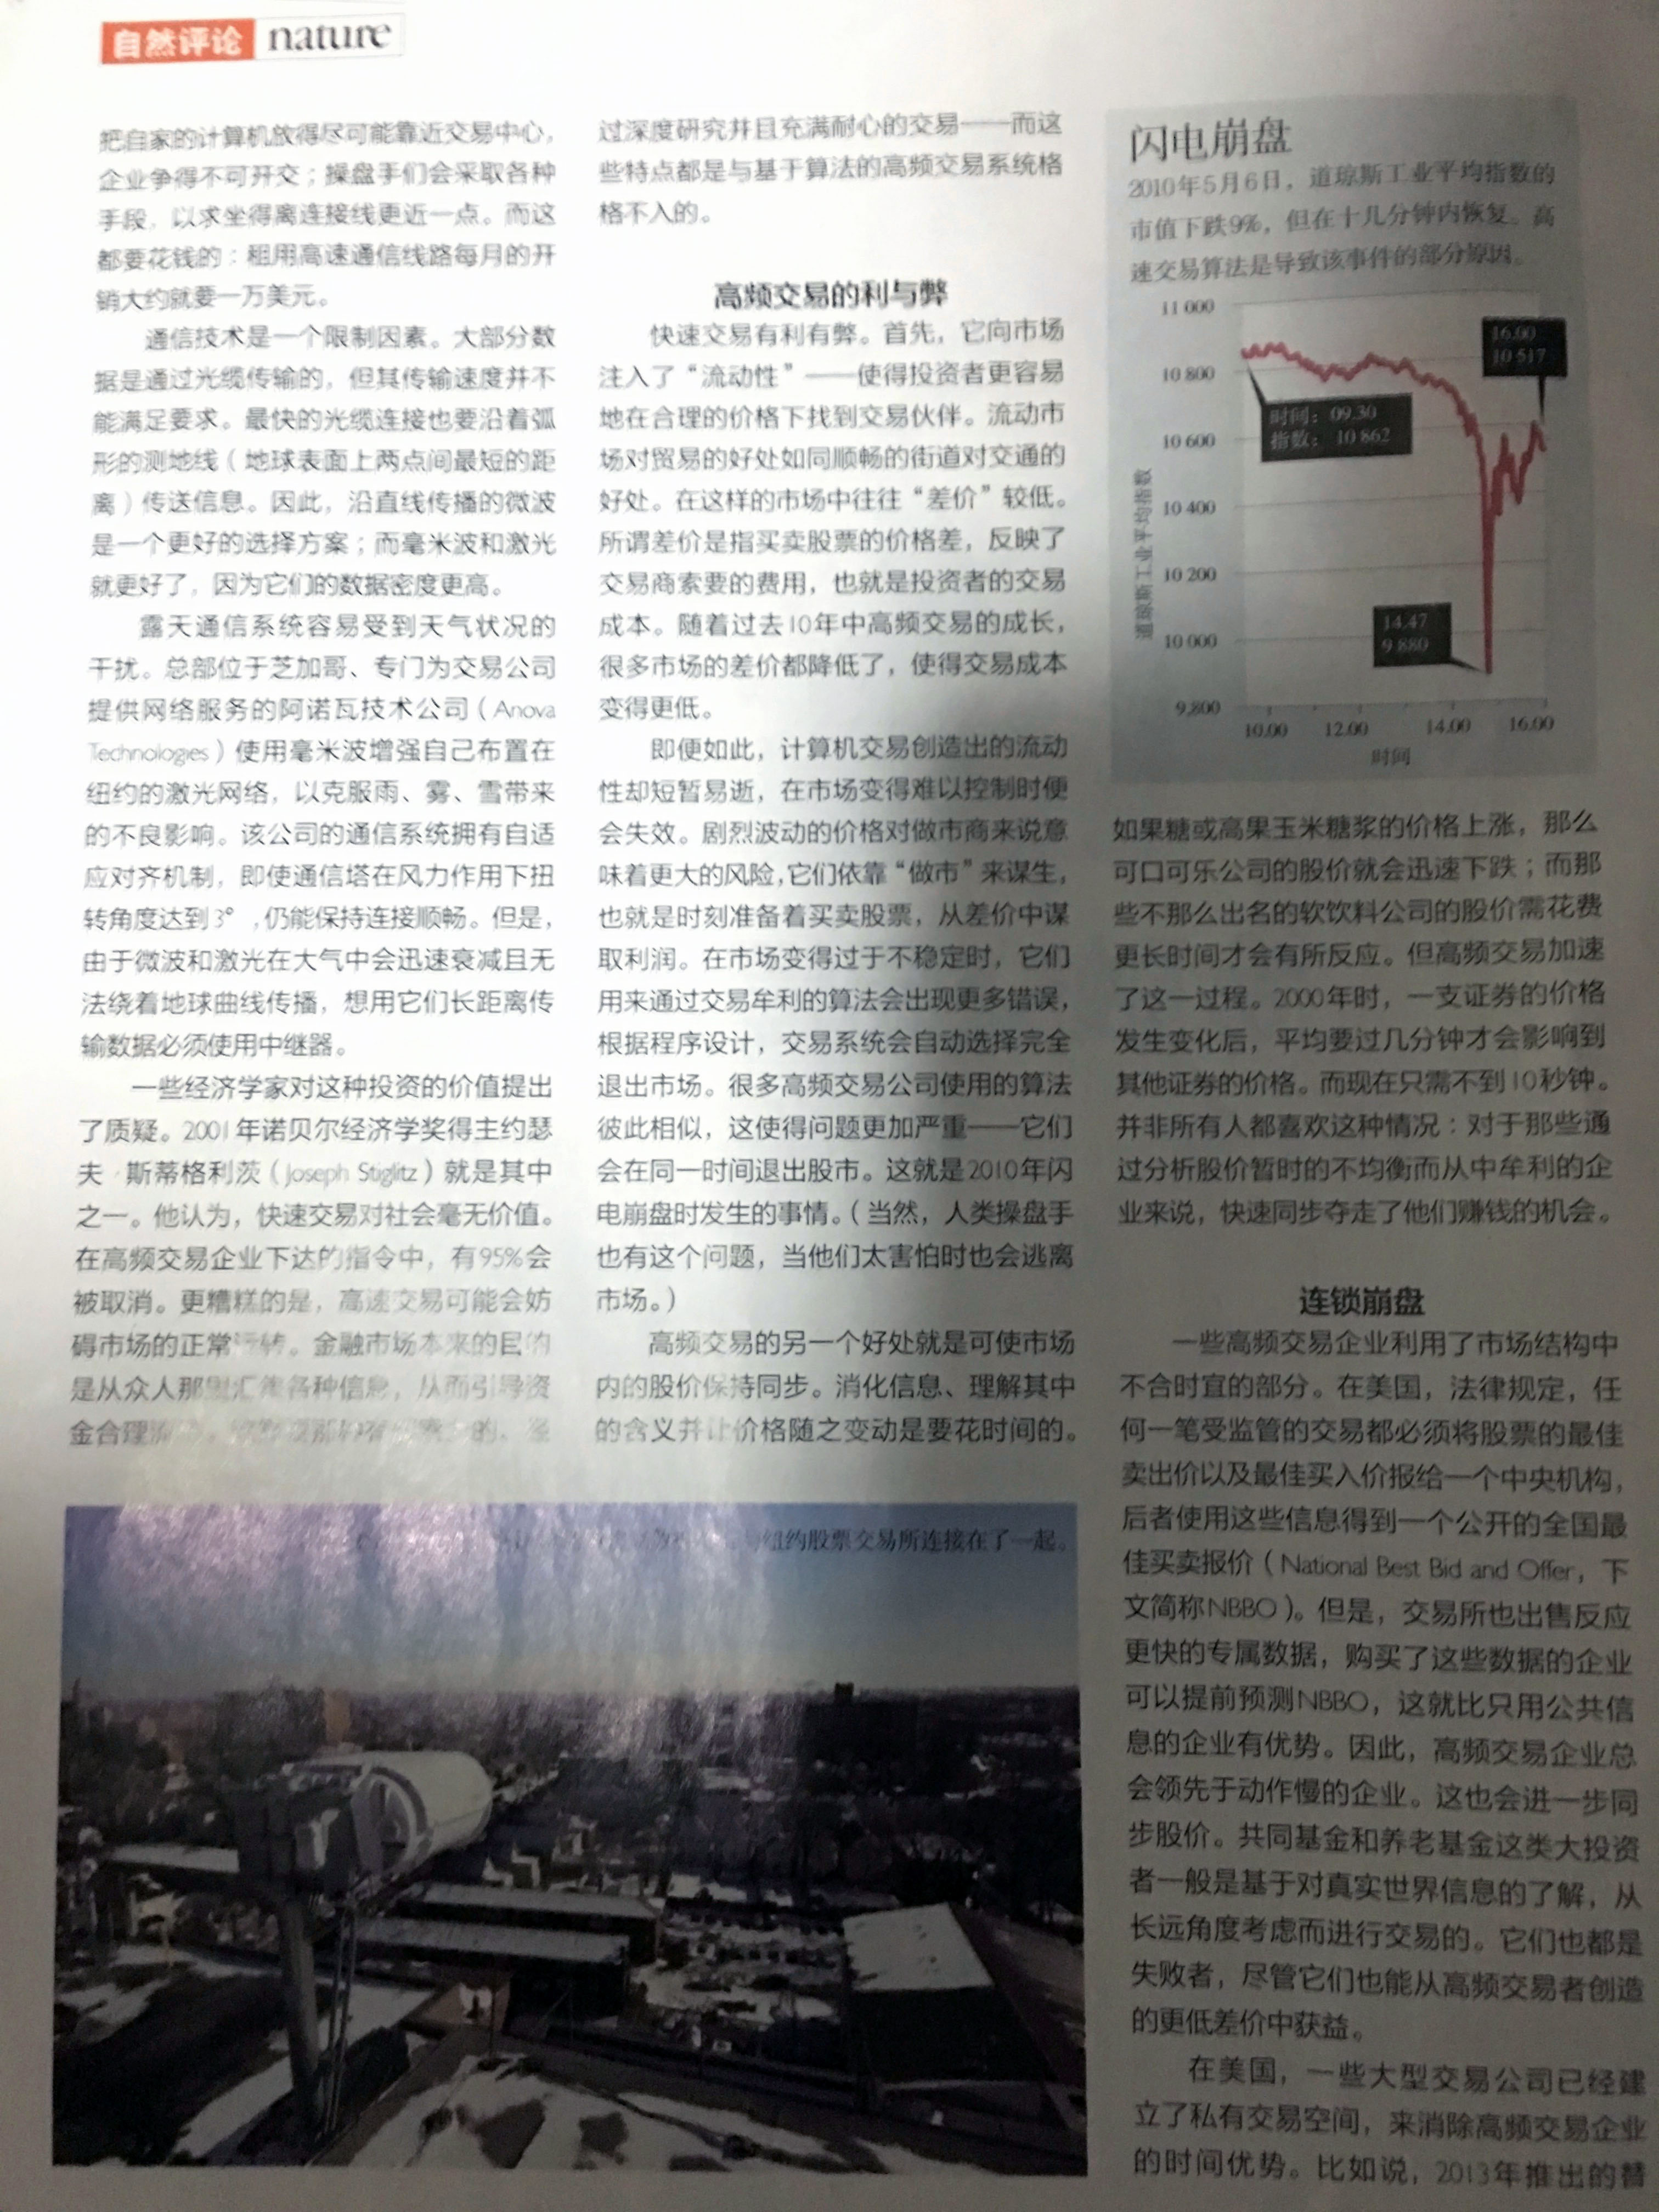 自然评论 nature
把自家的计算机放得尽可能靠近交易中心，
企业争得不可开交；操盘手们会采取各种
手段，以求坐得离连接线更近一点。而这
都要花钱的：租用高速通信线路每月的开
销大约就要一万美元。
通信技术是一个限制因素。大部分数
据是通过光缆传输的，但其传输速度并不
能满足要求。最快的光缆连接也要沿着弧
形的测地线（地球表面上两点间最短的距
离）传送信息。因此，沿直线传播的微波
是一个更好的选择方案；而毫米波和激光
就更好了，因为它们的数据密度更高。
露天通信系统容易受到天气状况的
干扰。总部位于芝加哥、专门为交易公司
提供网络服务的阿诺瓦技术公司（Anova
Technologies）使用毫米波增强自己布置在
纽约的激光网络，以克服雨、雾、雪带来
的不良影响。该公司的通信系统拥有自适
应对齐机制，即使通信塔在风力作用下扭
转角度达到3°，仍能保持连接顺畅。但是，
由于微波和激光在大气中会迅速衰减且无
法绕着地球曲线传播，想用它们长距离传
输数据必须使用中继器。
一些经济学家对这种投资的价值提出
了质疑。2001年诺贝尔经济学奖得主约瑟
夫·斯蒂格利茨（Joseph Stiglitz）就是其中
之一。他认为，快速交易对社会毫无价值。
在高频交易企业下达的指令中，有95%会
被取消。更糟糕的是，高速交易可能会妨
碍市场的正常运转。金融市场本来的目的
是从众人那里汇集各种信息，从而引导资
金合理
过深度研究并且充满耐心的交易——而这
些特点都是与基于算法的高频交易系统格
格不入的。
高频交易的利与弊
快速交易有利有弊。首先，它向市场
注入了“流动性”——使得投资者更容易
地在合理的价格下找到交易伙伴。流动市
场对贸易的好处如同顺畅的街道对交通的
好处。在这样的市场中往往“差价”较低。
所谓差价是指买卖股票的价格差，反映了
交易商索要的费用，也就是投资者的交易
成本。随着过去10年中高频交易的成长，
很多市场的差价都降低了，使得交易成本
变得更低。
即便如此，计算机交易创造出的流动
性却短暂易逝，在市场变得难以控制时便
会失效。剧烈波动的价格对做市商来说意
味着更大的风险，它们依靠“做市”来谋生，
也就是时刻准备着买卖股票，从差价中谋
取利润。在市场变得过于不稳定时，它们
用来通过交易牟利的算法会出现更多错误，
根据程序设计，交易系统会自动选择完全
退出市场。很多高频交易公司使用的算法
彼此相似，这使得问题更加严重——它们
会在同一时间退出股市。这就是2010年闪
电崩盘时发生的事情。（当然，人类操盘手
也有这个问题，当他们太害怕时也会逃离
市场。）
高频交易的另一个好处就是可使市场
内的股价保持同步。消化信息、理解其中
的含义并让价格随之变动是要花时间的。
闪电崩盘
2010年5月6日，道琼斯工业平均指数的
市值下跌9%，但在十几分钟内恢复。高
速交易算法是导致该事件的部分原因。
11 000
10 800
10 600
10 400
10 200
10 000
9,800
道琼斯工业平均指数
时间：09.30
指数：10 862
16.00
10 517
14.47
9 880
10.00 12.00 14.00 16.00
时间
如果糖或高果玉米糖浆的价格上涨，那么
可口可乐公司的股价就会迅速下跌；而那
些不那么出名的软饮料公司的股价需花费
更长时间才会有所反应。但高频交易加速
了这一过程。2000年时，一支证券的价格
发生变化后，平均要过几分钟才会影响到
其他证券的价格。而现在只需不到10秒钟。
并非所有人都喜欢这种情况：对于那些通
过分析股价暂时的不均衡而从中牟利的企
业来说，快速同步夺走了他们赚钱的机会。
连锁崩盘
一些高频交易企业利用了市场结构中
不合时宜的部分。在美国，法律规定，任
何一笔受监管的交易都必须将股票的最佳
卖出价以及最佳买入价报给一个中央机构，
后者使用这些信息得到一个公开的全国最
佳买卖报价（National Best Bid and Offer，下
文简称NBBO）。但是，交易所也出售反应
更快的专属数据，购买了这些数据的企业
可以提前预测NBBO，这就比只用公共信
息的企业有优势。因此，高频交易企业总
会领先于动作慢的企业。这也会进一步同
步股价。共同基金和养老基金这类大投资
者一般是基于对真实世界信息的了解，从
长远角度考虑而进行交易的。它们也都是
失败者，尽管它们也能从高频交易者创造
的更低差价中获益。
在美国，一些大型交易公司已经建
立了私有交易空间，来消除高频交易企业
的时间优势。比如说，2013年推出的替
纽约股票交易所连接在了一起。